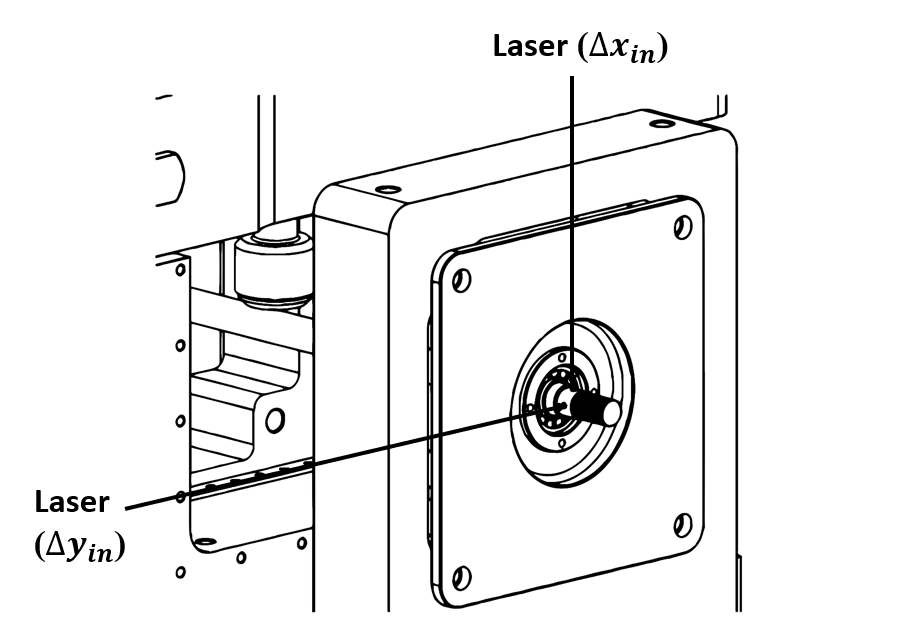 Laser (Δx_in)
Laser
(Δy_in)